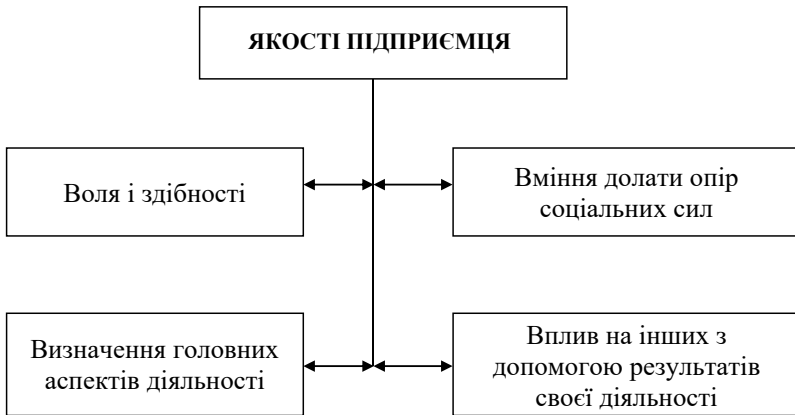 ЯКОСТІ ПІДПРИЄМЦЯ
Воля і здібності
Вміння долати опір
соціальних сил
Визначення головних
аспектів діяльності
Вплив на інших з
допомогою результатів
своєї діяльності